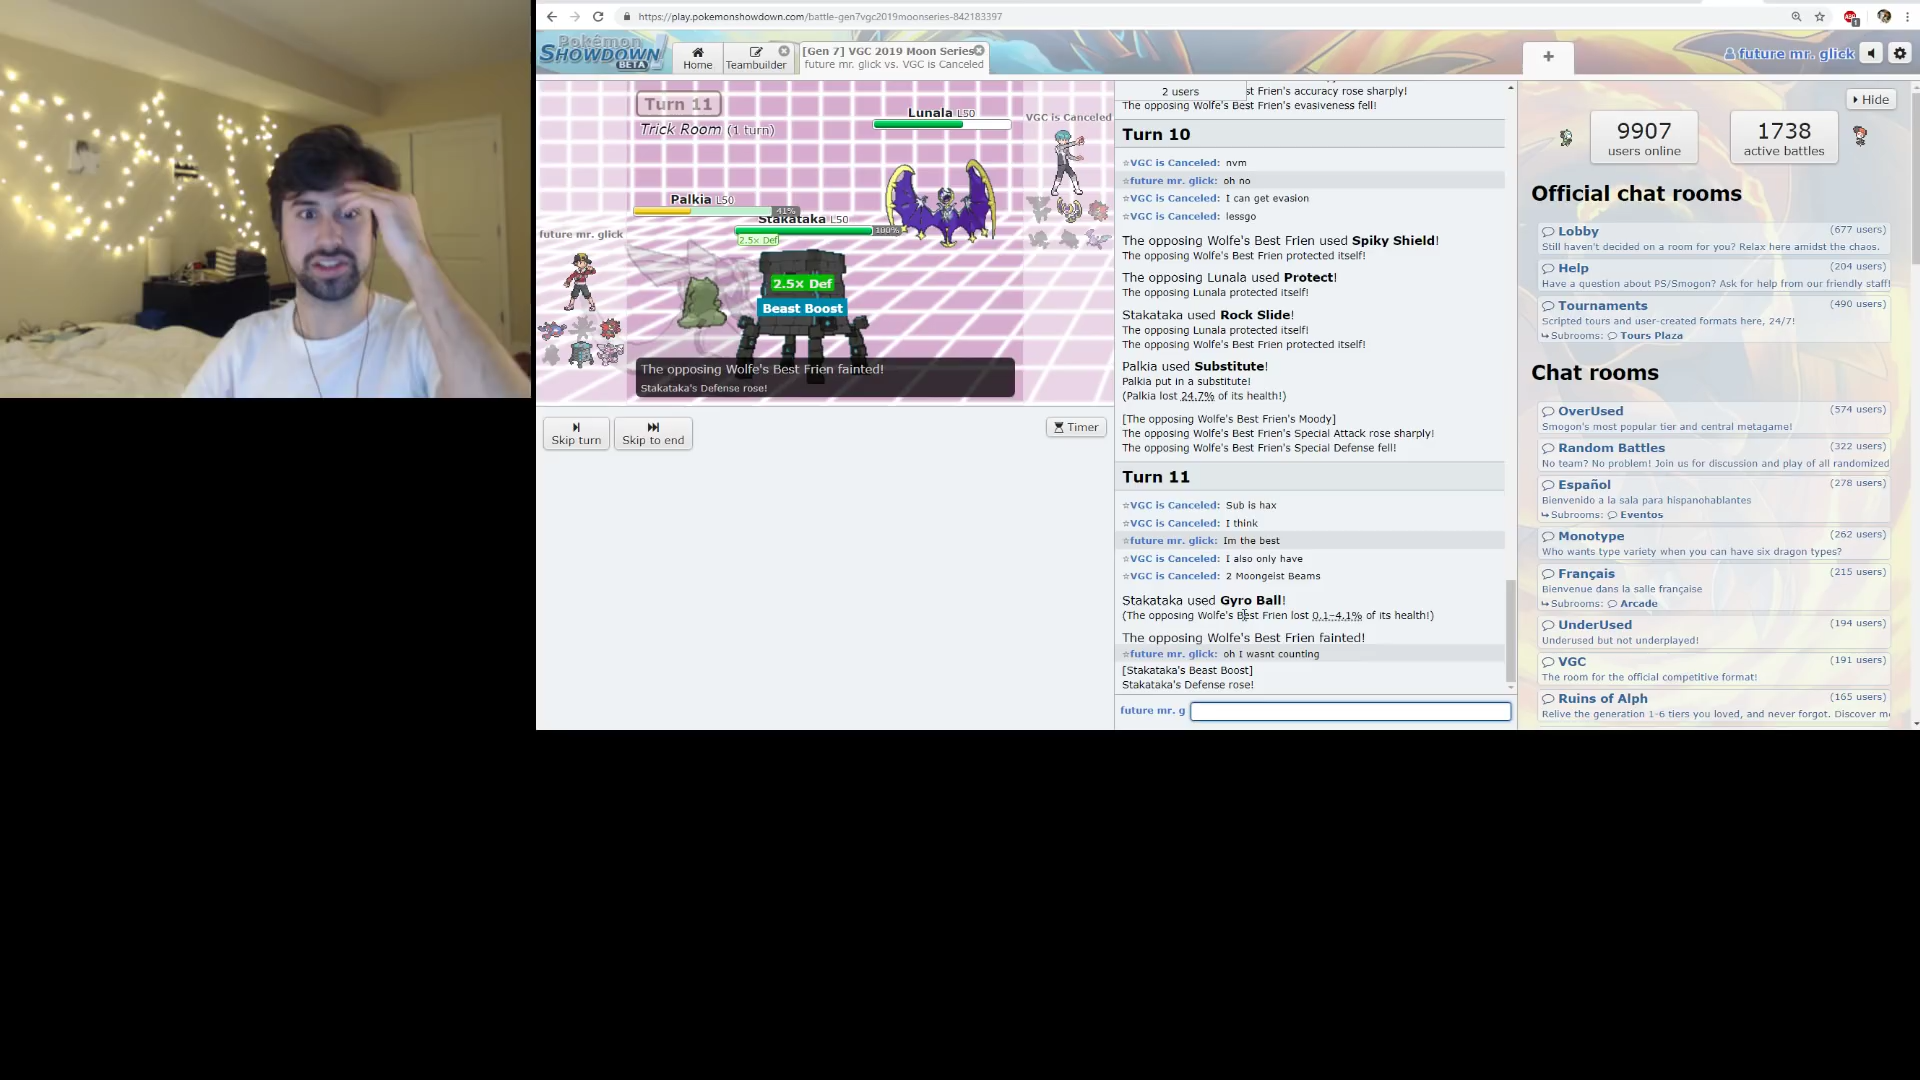 https://play.pokemonshowdown.com/battle-gen7vgc2019moonseries-842183397
Pokémon
SHOWDOWN
BETA
Home
Teambuilder
[Gen 7] VGC 2019 Moon Series
future mr. glick vs. VGC is Canceled
+
future mr. glick
Turn 11
Trick Room (1 turn)
Lunala L50
VGC is Canceled
Palkia L50
41%
Stakataka L50
100%
2.5× Def
future mr. glick
2.5× Def
Beast Boost
The opposing Wolfe's Best Frien fainted!
Stakataka's Defense rose!
Skip turn
Skip to end
Timer
2 users
st Frien's accuracy rose sharply!
The opposing Wolfe's Best Frien's evasiveness fell!
Turn 10
☆VGC is Canceled: nvm
☆future mr. glick: oh no
☆VGC is Canceled: I can get evasion
☆VGC is Canceled: lessgo
The opposing Wolfe's Best Frien used Spiky Shield!
The opposing Wolfe's Best Frien protected itself!
The opposing Lunala used Protect!
The opposing Lunala protected itself!
Stakataka used Rock Slide!
The opposing Lunala protected itself!
The opposing Wolfe's Best Frien protected itself!
Palkia used Substitute!
Palkia put in a substitute!
(Palkia lost 24.7% of its health!)
[The opposing Wolfe's Best Frien's Moody]
The opposing Wolfe's Best Frien's Special Attack rose sharply!
The opposing Wolfe's Best Frien's Special Defense fell!
Turn 11
☆VGC is Canceled: Sub is hax
☆VGC is Canceled: I think
☆future mr. glick: Im the best
☆VGC is Canceled: I also only have
☆VGC is Canceled: 2 Moongeist Beams
Stakataka used Gyro Ball!
(The opposing Wolfe's Best Frien lost 0.1-4.1% of its health!)
The opposing Wolfe's Best Frien fainted!
☆future mr. glick: oh I wasnt counting
[Stakataka's Beast Boost]
Stakataka's Defense rose!
future mr. g
Hide
9907
users online
1738
active battles
Official chat rooms
Lobby
(677 users)
Still haven't decided on a room for you? Relax here amidst the chaos.
Help
(204 users)
Have a question about PS/Smogon? Ask for help from our friendly staff!
Tournaments
(490 users)
Scripted tours and user-created formats here, 24/7!
Subrooms: Tours Plaza
Chat rooms
OverUsed
(574 users)
Smogon's most popular tier and central metagame!
Random Battles
(322 users)
No team? No problem! Join us for discussion and play of all randomized
Español
(278 users)
Bienvenido a la sala para hispanohablantes
Subrooms: Eventos
Monotype
(262 users)
Who wants type variety when you can have six dragon types?
Français
(215 users)
Bienvenue dans la salle française
Subrooms: Arcade
UnderUsed
(194 users)
Underused but not underplayed!
VGC
(191 users)
The room for the official competitive format!
Ruins of Alph
(165 users)
Relive the generation 1-6 tiers you loved, and never forgot. Discover m